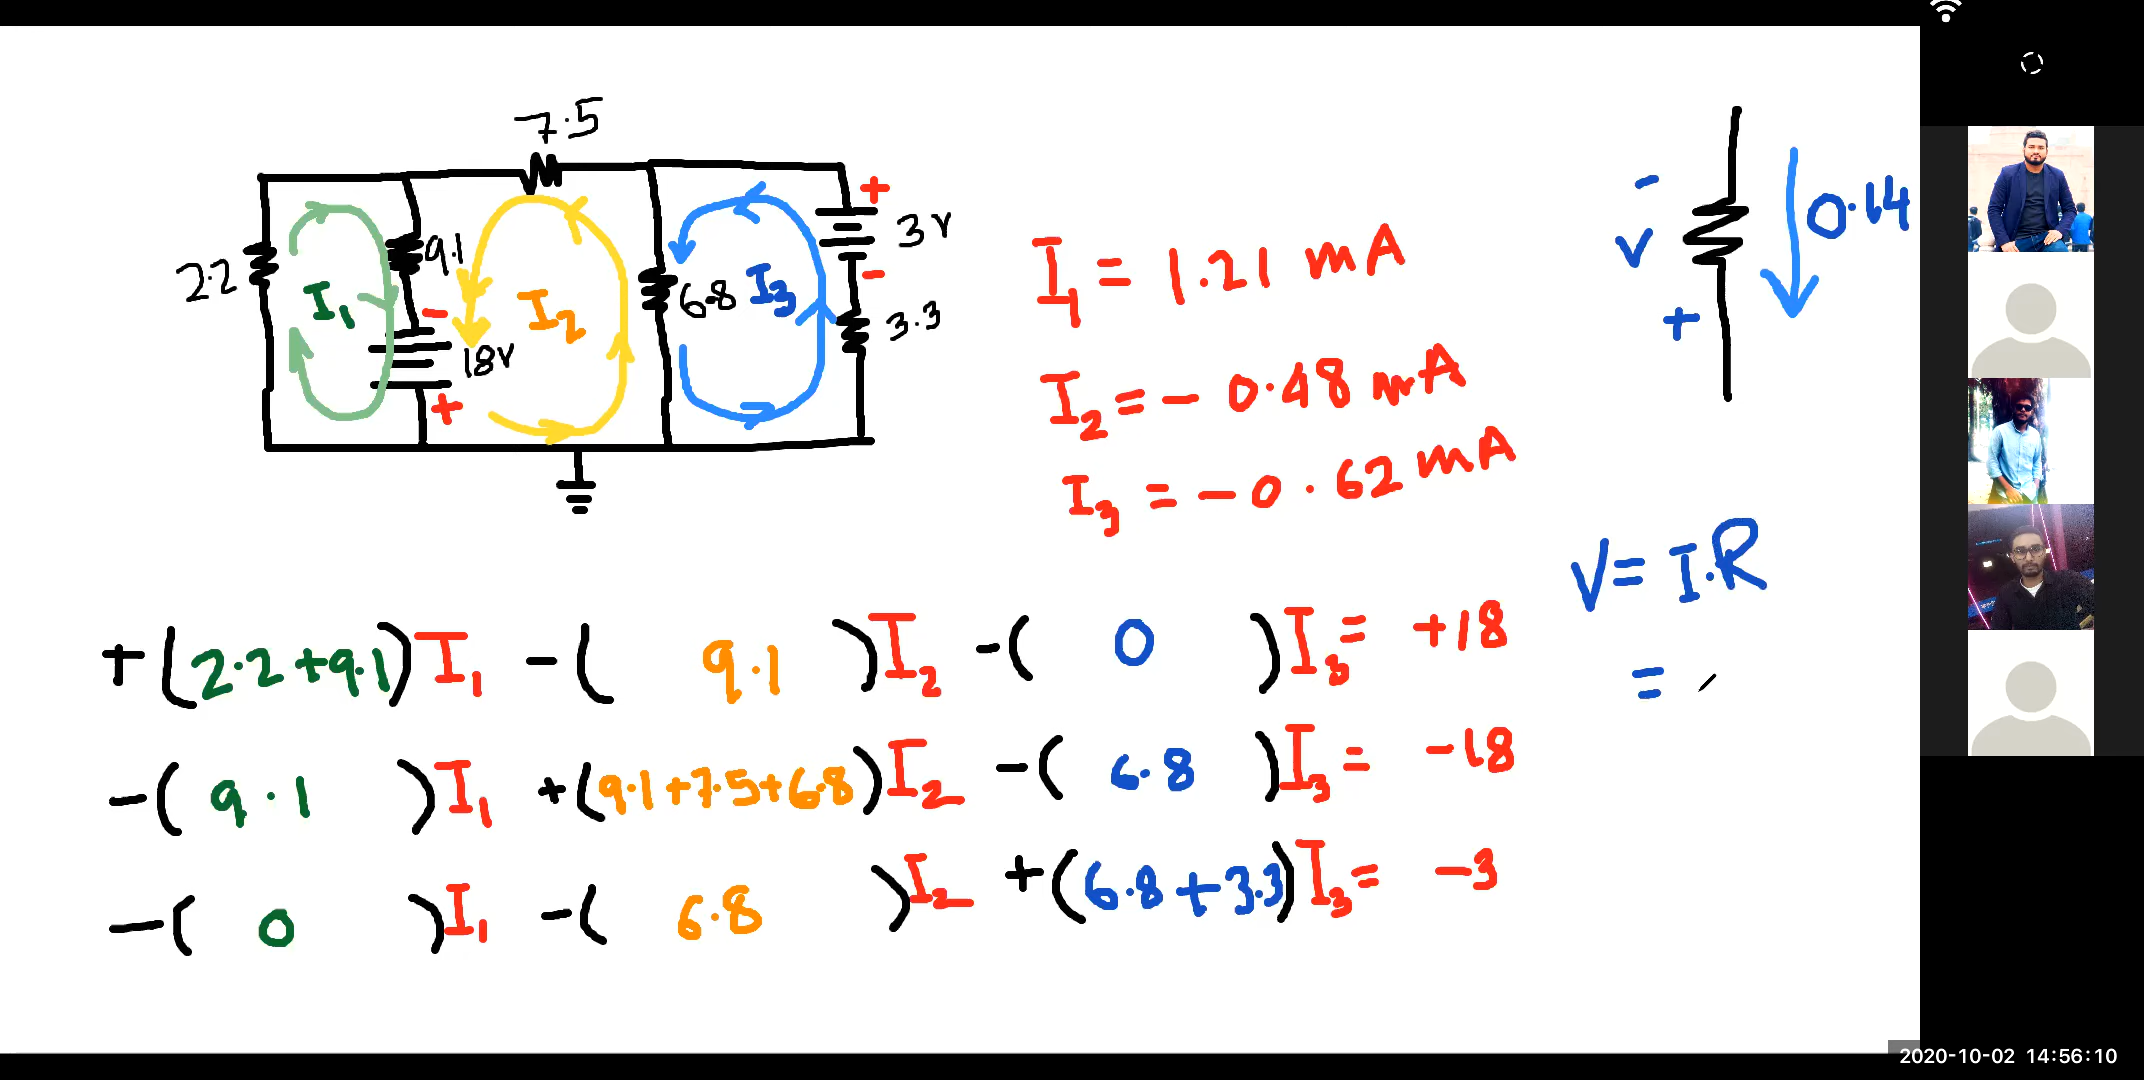 7.5
2.2
9.1
I1
-
18V
+
I2
6.8
I3
+
3V
-
3.3
I1 = 1.21 mA
I2 = - 0.48 mA
I3 = - 0.62 mA
-
V
+
0.14
V = I.R
=
+(2.2+9.1)I1 -( 9.1 )I2 -( 0 )I3 = +18
-( 9.1 )I1 +(9.1+7.5+6.8)I2 -( 6.8 )I3 = -18
-( 0 )I1 -( 6.8 )I2 +(6.8+3.3)I3 = -3
2020-10-02 14:56:10